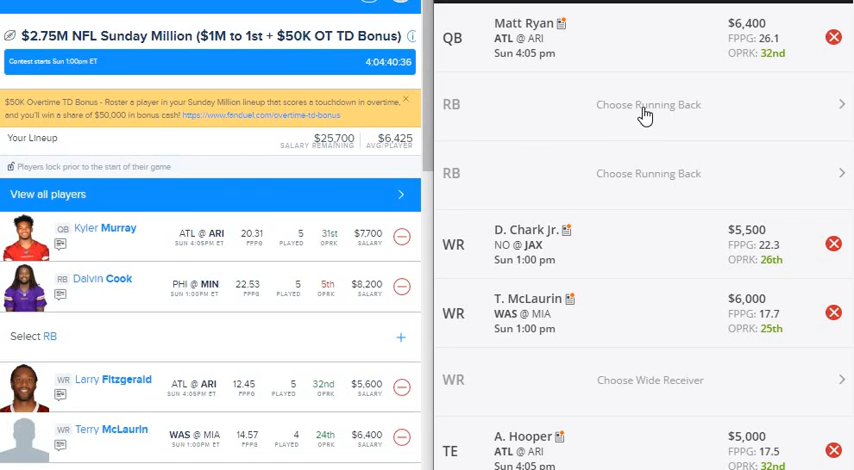 $2.75M NFL Sunday Million ($1M to 1st + $50K OT TD Bonus)
Contest starts Sun 1:00pm ET 4:04:40:36
$50K Overtime TD Bonus - Roster a player in your Sunday Million lineup that scores a touchdown in overtime,
and you'll win a share of $50,000 in bonus cash! https://www.fanduel.com/overtime-td-bonus
Your Lineup $25,700 $6,425
SALARY REMAINING AVG/PLAYER
Players lock prior to the start of their game
View all players
QB Kyler Murray ATL @ ARI 20.31 5 31st $7,700
SUN 4:05PM ET FPPG PLAYED OPRK SALARY
RB Dalvin Cook PHI @ MIN 22.53 5 5th $8,200
SUN 1:00PM ET FPPG PLAYED OPRK SALARY
Select RB
WR Larry Fitzgerald ATL @ ARI 12.45 5 32nd $5,600
SUN 4:05PM ET FPPG PLAYED OPRK SALARY
WR Terry McLaurin WAS @ MIA 14.57 4 24th $6,400
SUN 1:00PM ET FPPG PLAYED OPRK SALARY
Matt Ryan $6,400
QB ATL @ ARI FPPG: 26.1
Sun 4:05 pm OPRK: 32nd
RB Choose Running Back
RB Choose Running Back
D. Chark Jr. $5,500
WR NO @ JAX FPPG: 22.3
Sun 1:00 pm OPRK: 26th
T. McLaurin $6,000
WR WAS @ MIA FPPG: 17.7
Sun 1:00 pm OPRK: 25th
WR Choose Wide Receiver
A. Hooper $5,000
TE ATL @ ARI FPPG: 17.5
Sun 4:05 pm OPRK: 32nd